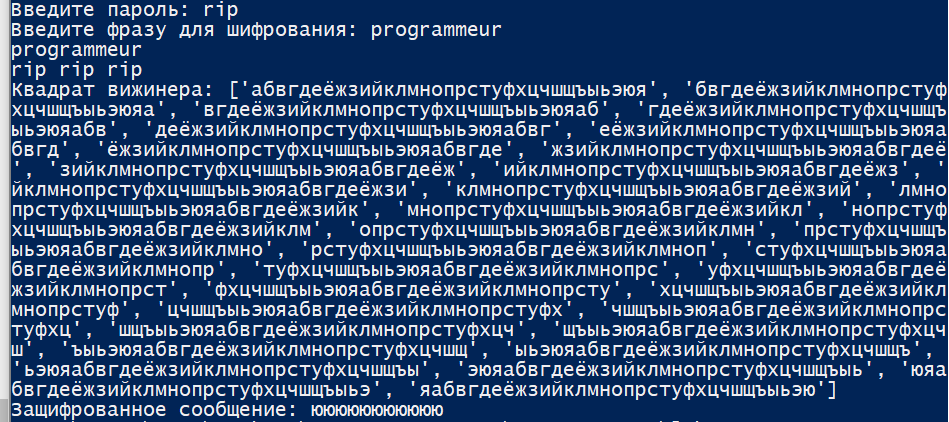 Введите пароль: rip
Введите фразу для шифрования: programmeur
programmeur
rip rip rip
Квадрат вижинера: ['абвгдеёжзийклмнопрстуфхцчшщъыьэюя', 'бвгдеёжзийклмнопрстуф
хцчшщъыьэюяа', 'вгдеёжзийклмнопрстуфхцчшщъыьэюяаб', 'гдеёжзийклмнопрстуфхцчшщъ
ыьэюяабв', 'деёжзийклмнопрстуфхцчшщъыьэюяабвг', 'еёжзийклмнопрстуфхцчшщъыьэюяа
бвгд', 'ёжзийклмнопрстуфхцчшщъыьэюяабвгде', 'жзийклмнопрстуфхцчшщъыьэюяабвгдеё
', 'зийклмнопрстуфхцчшщъыьэюяабвгдеёж', 'ийклмнопрстуфхцчшщъыьэюяабвгдеёжз', '
йклмнопрстуфхцчшщъыьэюяабвгдеёжзи', 'клмнопрстуфхцчшщъыьэюяабвгдеёжзий', 'лмно
прстуфхцчшщъыьэюяабвгдеёжзийк', 'мнопрстуфхцчшщъыьэюяабвгдеёжзийкл', 'нопрстуф
хцчшщъыьэюяабвгдеёжзийклм', 'опрстуфхцчшщъыьэюяабвгдеёжзийклмн', 'прстуфхцчшщъ
ыьэюяабвгдеёжзийклмно', 'рстуфхцчшщъыьэюяабвгдеёжзийклмноп', 'стуфхцчшщъыьэюяа
бвгдеёжзийклмнопр', 'туфхцчшщъыьэюяабвгдеёжзийклмнопрс', 'уфхцчшщъыьэюяабвгдеё
жзийклмнопрст', 'фхцчшщъыьэюяабвгдеёжзийклмнопрсту', 'хцчшщъыьэюяабвгдеёжзийкл
мнопрстуф', 'цчшщъыьэюяабвгдеёжзийклмнопрстуфх', 'чшщъыьэюяабвгдеёжзийклмнопрс
туфхц', 'шщъыьэюяабвгдеёжзийклмнопрстуфхцч', 'щъыьэюяабвгдеёжзийклмнопрстуфхцч
ш', 'ъыьэюяабвгдеёжзийклмнопрстуфхцчшщ', 'ыьэюяабвгдеёжзийклмнопрстуфхцчшщъ',
'ьэюяабвгдеёжзийклмнопрстуфхцчшщъы', 'эюяабвгдеёжзийклмнопрстуфхцчшщъыь', 'юяа
бвгдеёжзийклмнопрстуфхцчшщъыьэ', 'яабвгдеёжзийклмнопрстуфхцчшщъыьэю']
Защифрованное сообщение: ююююююююююю